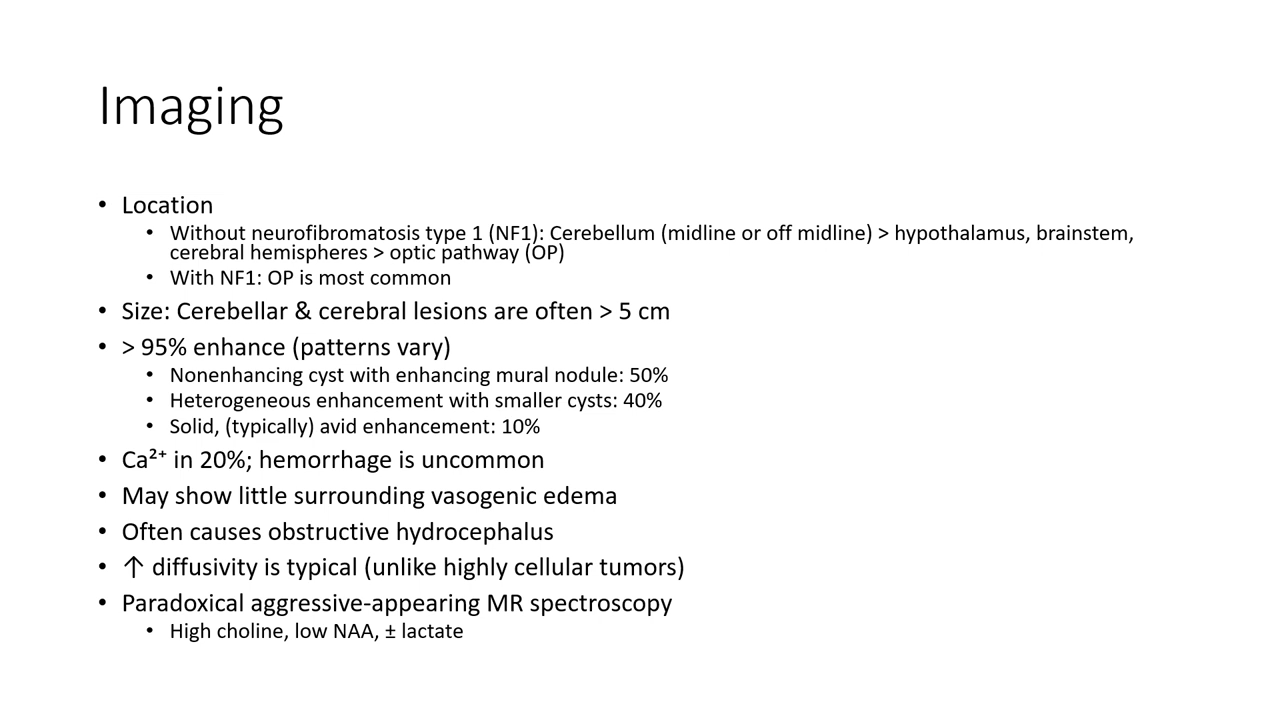 Imaging
• Location
• Without neurofibromatosis type 1 (NF1): Cerebellum (midline or off midline) > hypothalamus, brainstem,
cerebral hemispheres > optic pathway (OP)
• With NF1: OP is most common
• Size: Cerebellar & cerebral lesions are often > 5 cm
• > 95% enhance (patterns vary)
• Nonenhancing cyst with enhancing mural nodule: 50%
• Heterogeneous enhancement with smaller cysts: 40%
• Solid, (typically) avid enhancement: 10%
• Ca²⁺ in 20%; hemorrhage is uncommon
• May show little surrounding vasogenic edema
• Often causes obstructive hydrocephalus
• ↑ diffusivity is typical (unlike highly cellular tumors)
• Paradoxical aggressive-appearing MR spectroscopy
• High choline, low NAA, ± lactate